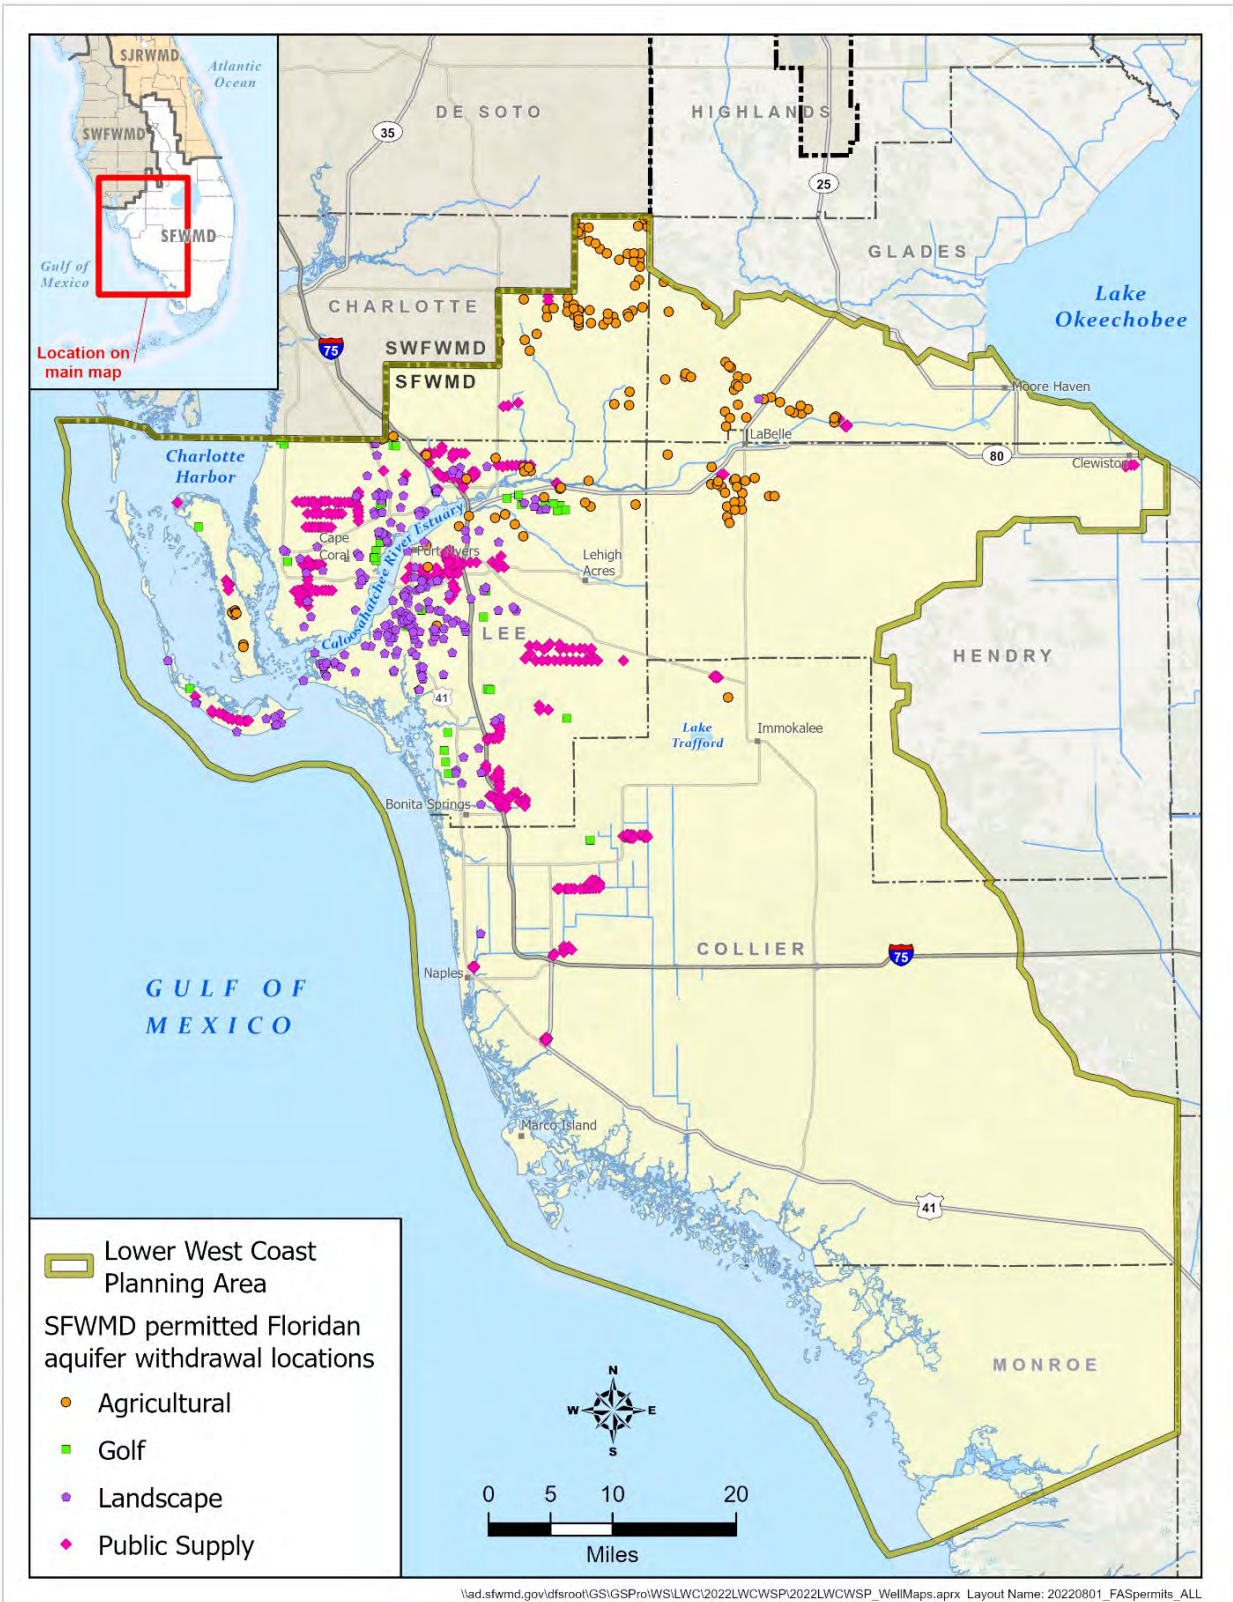 SJRWMD
Atlantic
Ocean
SWFWMD
SFWMD
Gulf of
Mexico
Location on
main map
DE SOTO
HIGHLANDS
35
25
GLADES
Lake
Okeechobee
CHARLOTTE
75
SWFWMD
SFWMD
Moore Haven
LaBelle
80
Clewiston
Charlotte
Harbor
Cape
Coral
Fort Myers
Caloosahatchee River Estuary
Lehigh
Acres
LEE
HENDRY
41
Lake
Trafford
Immokalee
Bonita Springs
COLLIER
75
Naples
GULF OF
MEXICO
Marco Island
41
MONROE
Lower West Coast
Planning Area
SFWMD permitted Floridan
aquifer withdrawal locations
Agricultural
Golf
Landscape
Public Supply
N
W E
S
0 5 10 20
Miles
\\ad.sfwmd.gov\dfsroot\GS\GSPro\WS\LWC\2022LWCWSP\2022LWCWSP_WellMaps.aprx Layout Name: 20220801_FASpermits_ALL